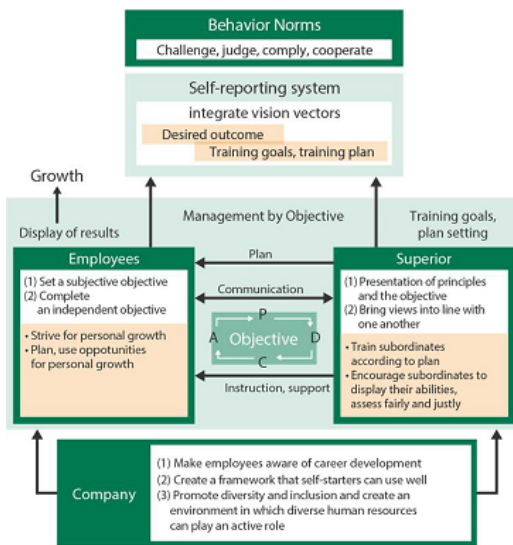 Behavior Norms
Challenge, judge, comply, cooperate
Self-reporting system
integrate vision vectors
Desired outcome
Training goals, training plan
Growth
Display of results
Management by Objective
Training goals,
plan setting
Employees
(1) Set a subjective objective
(2) Complete
an independent objective
• Strive for personal growth
• Plan, use oppotunities
for personal growth
Plan
Communication
P
A
Objective
D
C
Instruction, support
Superior
(1) Presentation of principles
and the objective
(2) Bring views into line with
one another
• Train subordinates
according to plan
• Encourage subordinates to
display their abilities,
assess fairly and justly
Company
(1) Make employees aware of career development
(2) Create a framework that self-starters can use well
(3) Promote diversity and inclusion and create an
environment in which diverse human resources
can play an active role